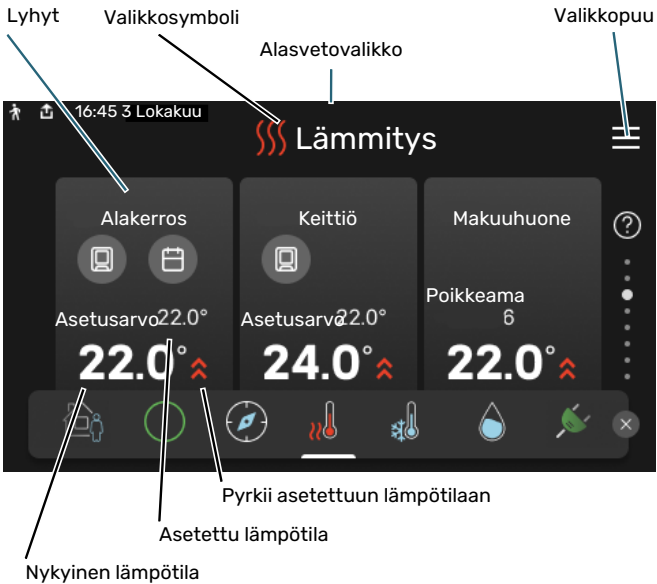 Lyhyt
Valikkosymboli
Valikkopuu
Alasvetovalikko
16:45 3 Lokakuu
Lämmitys
Alakerros
Keittiö
Makuuhuone
?
Asetusarvo 22.0°
Asetusarvo 22.0°
Poikkeama
6
22.0°
24.0°
22.0°
Pyrkii asetettuun lämpötilaan
Asetettu lämpötila
Nykyinen lämpötila